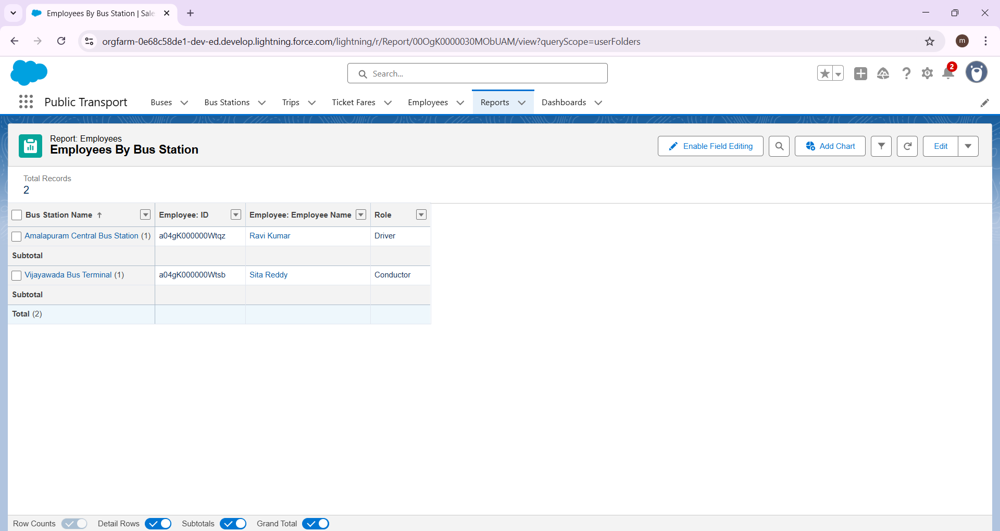 Employees By Bus Station | Sale
orgfarm-0e68c58de1-dev-ed.develop.lightning.force.com/lightning/r/Report/00OgK0000030MObUAM/view?queryScope=userFolders
m
Search...
2
Public Transport Buses Bus Stations Trips Ticket Fares Employees Reports Dashboards
Report: Employees
Employees By Bus Station
Enable Field Editing Add Chart Edit
Total Records
2
Bus Station Name ↑ Employee: ID Employee: Employee Name Role
Amalapuram Central Bus Station (1) a04gK000000Wtqz Ravi Kumar Driver
Subtotal
Vijayawada Bus Terminal (1) a04gK000000Wtsb Sita Reddy Conductor
Subtotal
Total (2)
Row Counts Detail Rows Subtotals Grand Total